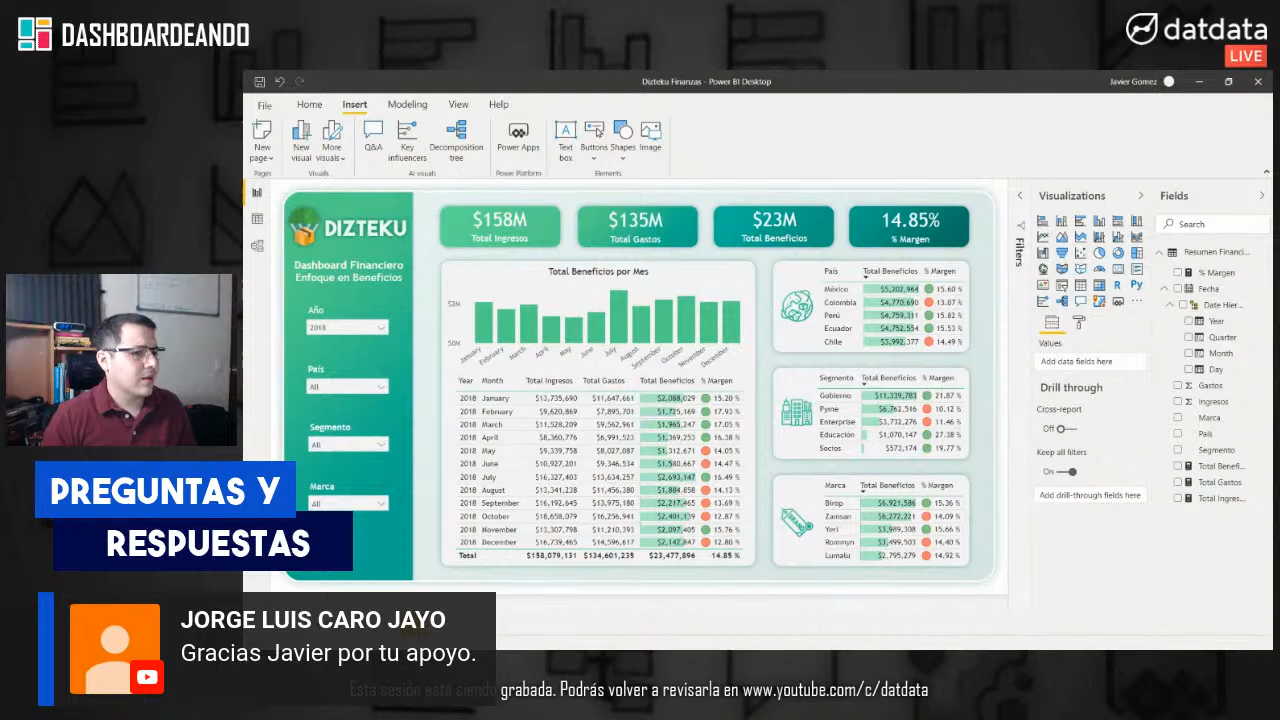 DASHBOARDEANDO
datdata
LIVE
Dizteku Finanzas - Power BI Desktop
Javier Gómez
File Home Insert Modeling View Help
New page
New visual
More visuals
Q&A
Key influencers
Decomposition tree
Power Apps
Text box
Buttons
Shapes
Image
Pages Visuals AI visuals Power Platform Elements
DIZTEKU
Dashboard Financiero
Enfoque en Beneficios
Año
2018
País
All
Segmento
All
Marca
All
$158M
Total Ingresos
$135M
Total Gastos
$23M
Total Beneficios
14.85%
% Margen
Total Beneficios por Mes
$2M
$0M
January February March April May June July August September October November December
Year Month Total Ingresos Total Gastos Total Beneficios % Margen
2018 January $13,735,690 $11,647,661 $2,088,029 15.20 %
2018 February $9,620,869 $7,895,701 $1,725,169 17.93 %
2018 March $11,528,209 $9,562,961 $1,965,247 17.05 %
2018 April $8,360,776 $6,991,523 $1,369,253 16.38 %
2018 May $9,339,758 $8,027,087 $1,312,671 14.05 %
2018 June $10,927,201 $9,346,534 $1,580,667 14.47 %
2018 July $16,327,403 $13,634,257 $2,693,147 16.49 %
2018 August $13,341,238 $11,456,380 $1,884,858 14.13 %
2018 September $16,192,645 $13,975,180 $2,217,465 13.69 %
2018 October $18,658,079 $16,256,941 $2,401,139 12.87 %
2018 November $13,307,798 $11,210,393 $2,097,405 15.76 %
2018 December $16,739,465 $14,596,617 $2,142,847 12.80 %
Total $158,079,131 $134,601,235 $23,477,896 14.85 %
País Total Beneficios % Margen
México $5,202,964 15.60 %
Colombia $4,770,690 13.07 %
Perú $4,759,311 15.82 %
Ecuador $4,752,554 15.53 %
Chile $3,992,377 14.49 %
Segmento Total Beneficios % Margen
Gobierno $11,339,783 21.87 %
Pyme $6,762,516 10.12 %
Enterprise $3,732,276 11.46 %
Educación $1,070,147 27.38 %
Socios $573,174 19.77 %
Marca Total Beneficios % Margen
Birop $6,921,586 15.36 %
Zamsan $6,272,221 14.09 %
Yeri $3,989,308 15.66 %
Rommyn $3,499,503 14.40 %
Lumalu $2,795,279 14.92 %
Filters
Visualizations
Values
Add data fields here
Drill through
Cross-report
Off
Keep all filters
On
Add drill-through fields here
Fields
Search
Resumen Financi...
% Margen
Fecha
Date Hier...
Year
Quarter
Month
Day
Gastos
Ingresos
Marca
País
Segmento
Total Benefi...
Total Gastos
Total Ingres...
PREGUNTAS Y
RESPUESTAS
JORGE LUIS CARO JAYO
Gracias Javier por tu apoyo.
Esta sesión está siendo grabada. Podrás volver a revisarla en www.youtube.com/c/datdata